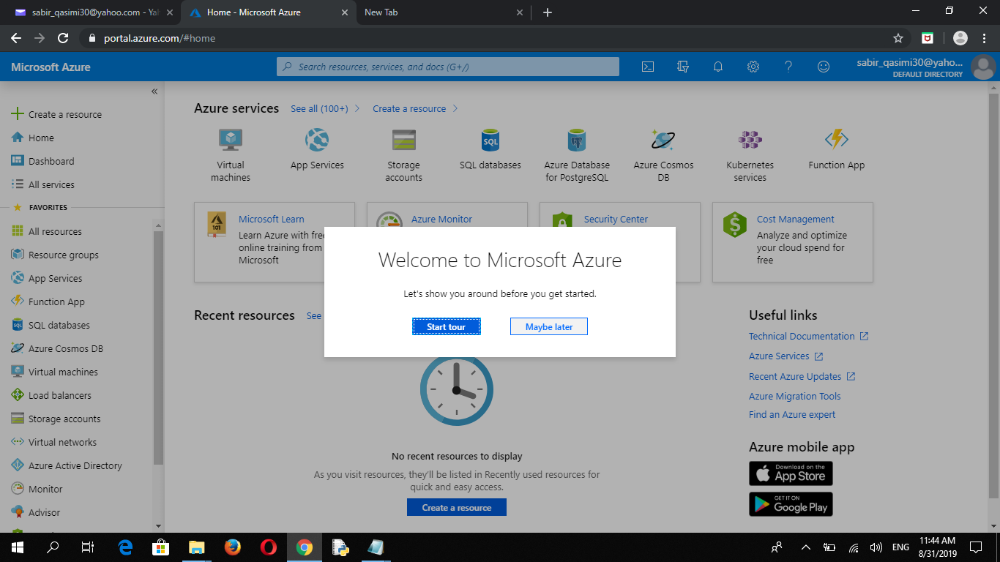 sabir_qasimi30@yahoo.com - Yah
Home - Microsoft Azure
New Tab
portal.azure.com/#home
Microsoft Azure
Search resources, services, and docs (G+/)
sabir_qasimi30@yaho...
DEFAULT DIRECTORY
Create a resource
Home
Dashboard
All services
FAVORITES
All resources
Resource groups
App Services
Function App
SQL databases
Azure Cosmos DB
Virtual machines
Load balancers
Storage accounts
Virtual networks
Azure Active Directory
Monitor
Advisor
Azure services
See all (100+)
Create a resource
Virtual
machines
App Services
Storage
accounts
SQL databases
Azure Database
for PostgreSQL
Azure Cosmos
DB
Kubernetes
services
Function App
Microsoft Learn
Learn Azure with free
online training from
Microsoft
Azure Monitor
Security Center
Cost Management
Analyze and optimize
your cloud spend for
free
Welcome to Microsoft Azure
Let's show you around before you get started.
Start tour
Maybe later
Recent resources
See
No recent resources to display
As you visit resources, they'll be listed in Recently used resources for
quick and easy access.
Create a resource
Useful links
Technical Documentation
Azure Services
Recent Azure Updates
Azure Migration Tools
Find an Azure expert
Azure mobile app
Download on the
App Store
GET IT ON
Google Play
ENG
11:44 AM
8/31/2019